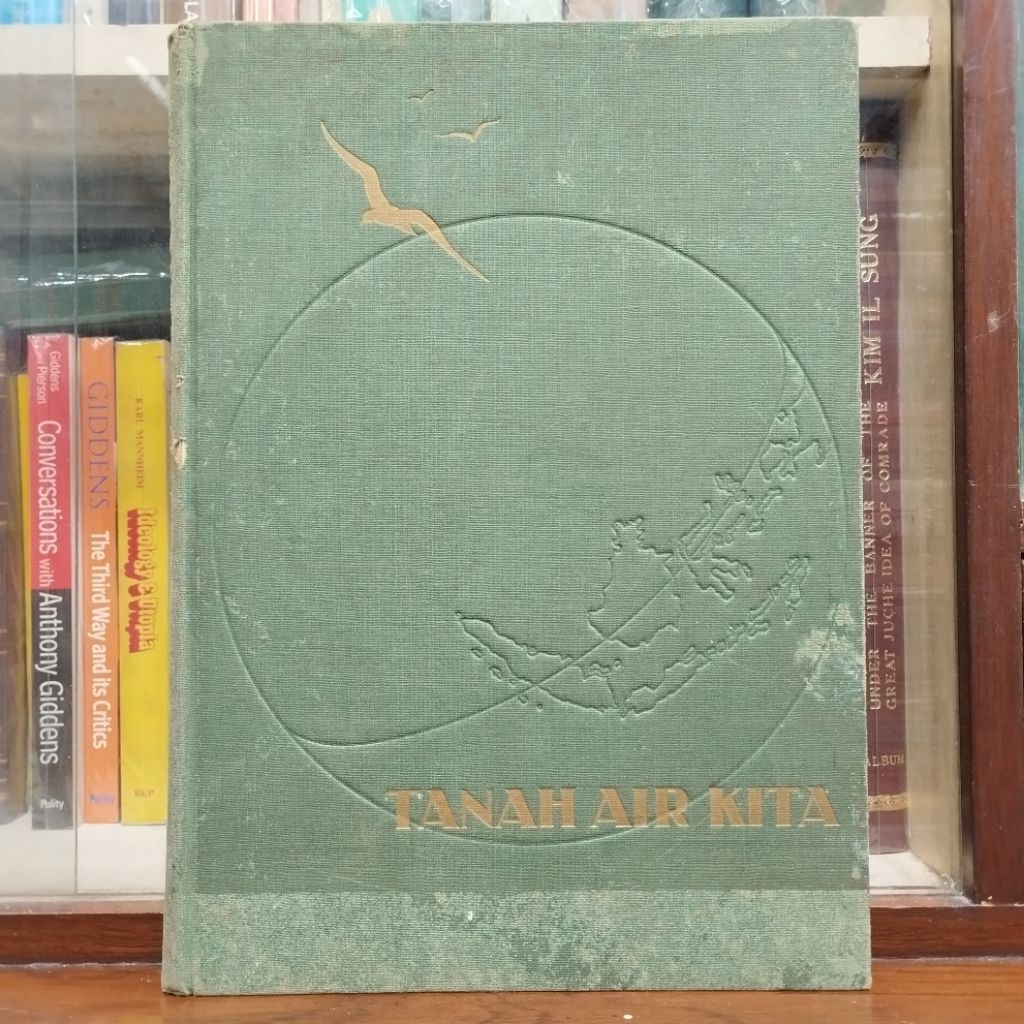 TANAH AIR KITA
Giddens
and Pierson
Conversations with Anthony Giddens
Polity
GIDDENS
The Third Way and its Critics
Polity
KARL MANNHEIM
Ideology & Utopia
RKP
UNDER THE BANNER OF THE
GREAT JUCHE IDEA OF COMRADE KIM IL SUNG
ALBUM